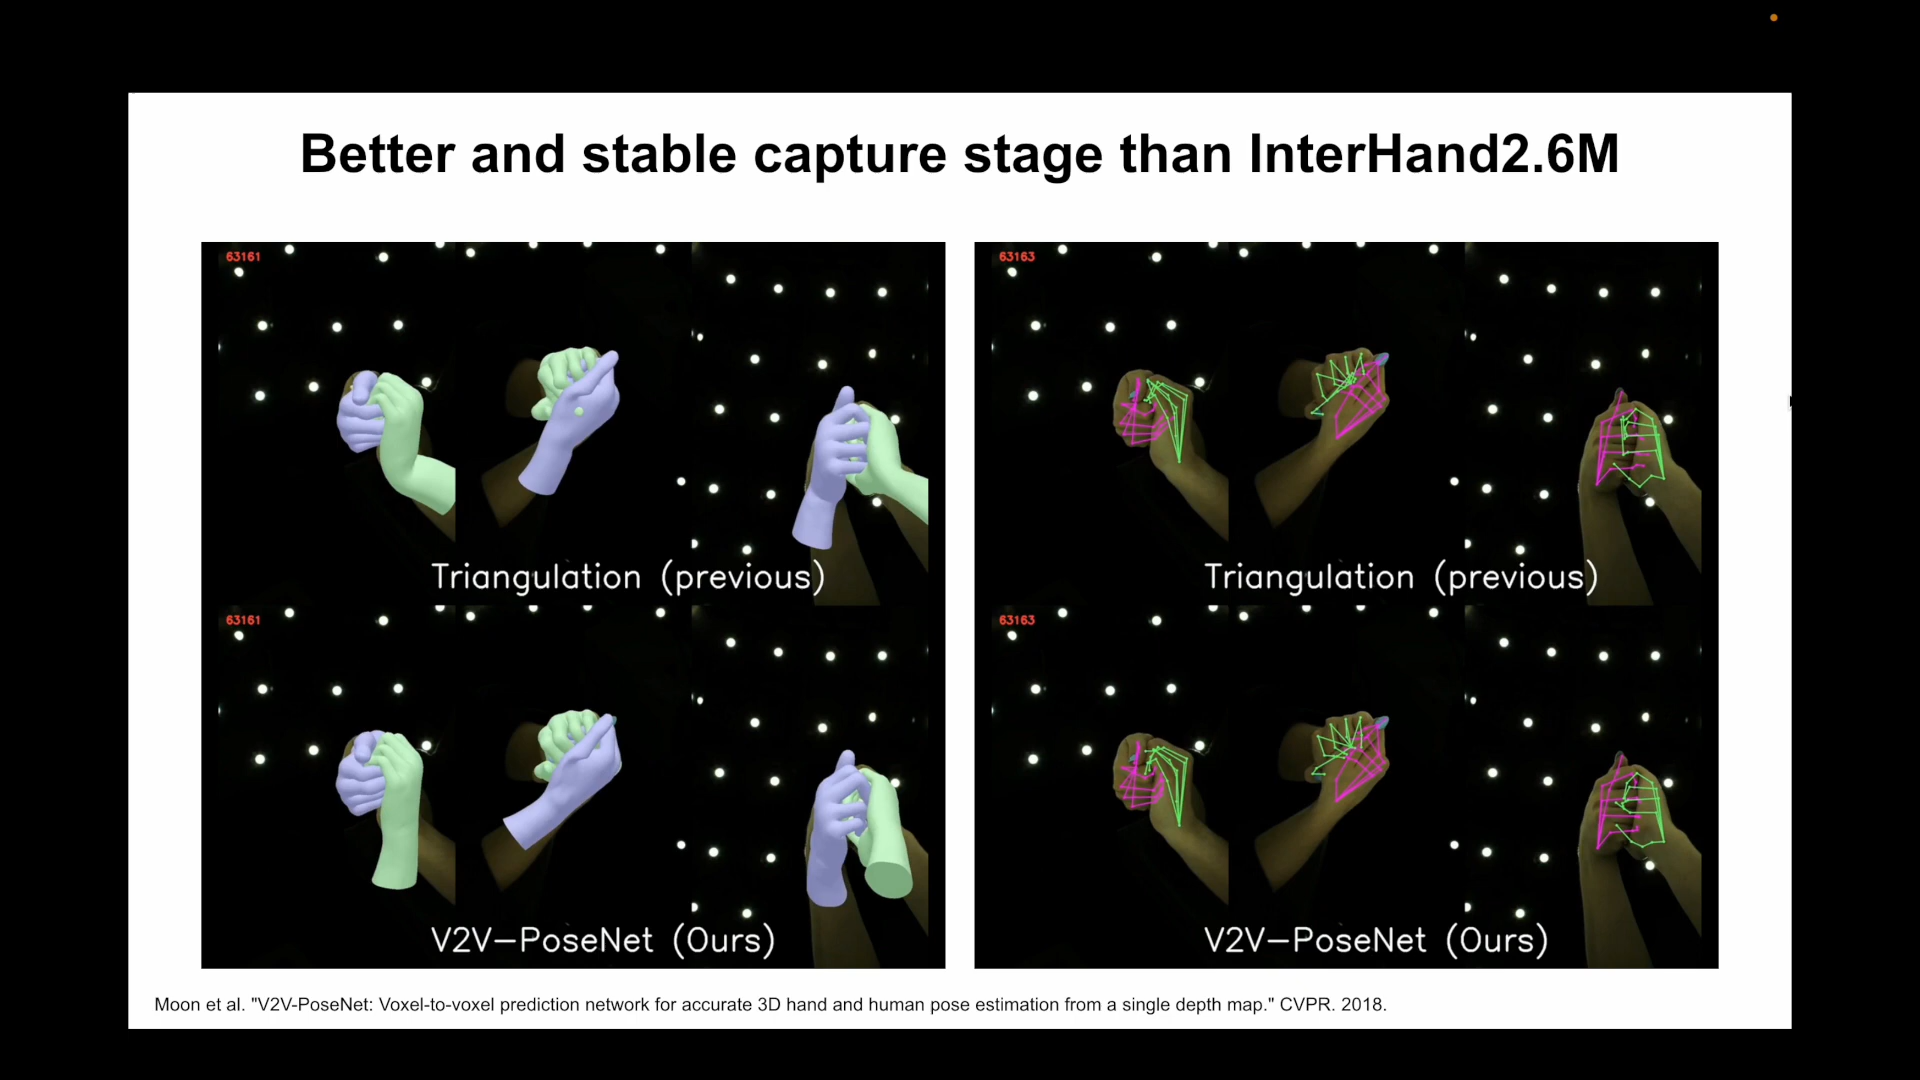 Better and stable capture stage than InterHand2.6M
63161
Triangulation (previous)
63161
V2V-PoseNet (Ours)
63163
Triangulation (previous)
63163
V2V-PoseNet (Ours)
Moon et al. "V2V-PoseNet: Voxel-to-voxel prediction network for accurate 3D hand and human pose estimation from a single depth map." CVPR. 2018.